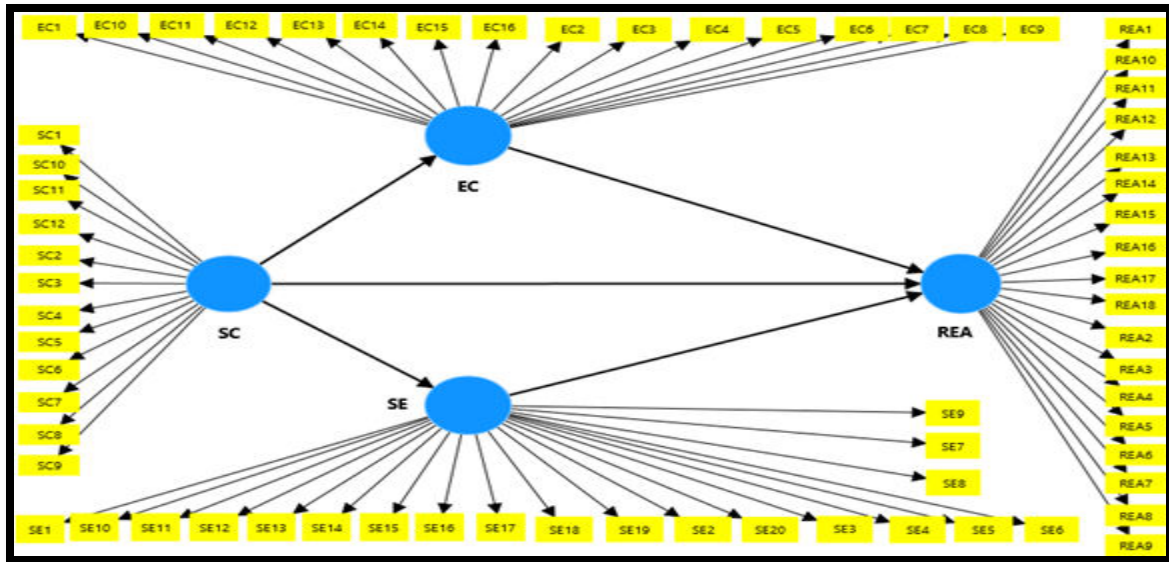 EC1 EC10 EC11 EC12 EC13 EC14 EC15 EC16 EC2 EC3 EC4 EC5 EC6 EC7 EC8 EC9
REA1
REA10
REA11
REA12
REA13
REA14
REA15
REA16
REA17
REA18
REA2
REA3
REA4
REA5
REA6
REA7
REA8
REA9
SC1
SC10
SC11
SC12
SC2
SC3
SC4
SC5
SC6
SC7
SC8
SC9
EC
SC
REA
SE
SE9
SE7
SE8
SE1 SE10 SE11 SE12 SE13 SE14 SE15 SE16 SE17 SE18 SE19 SE2 SE20 SE3 SE4 SE5 SE6